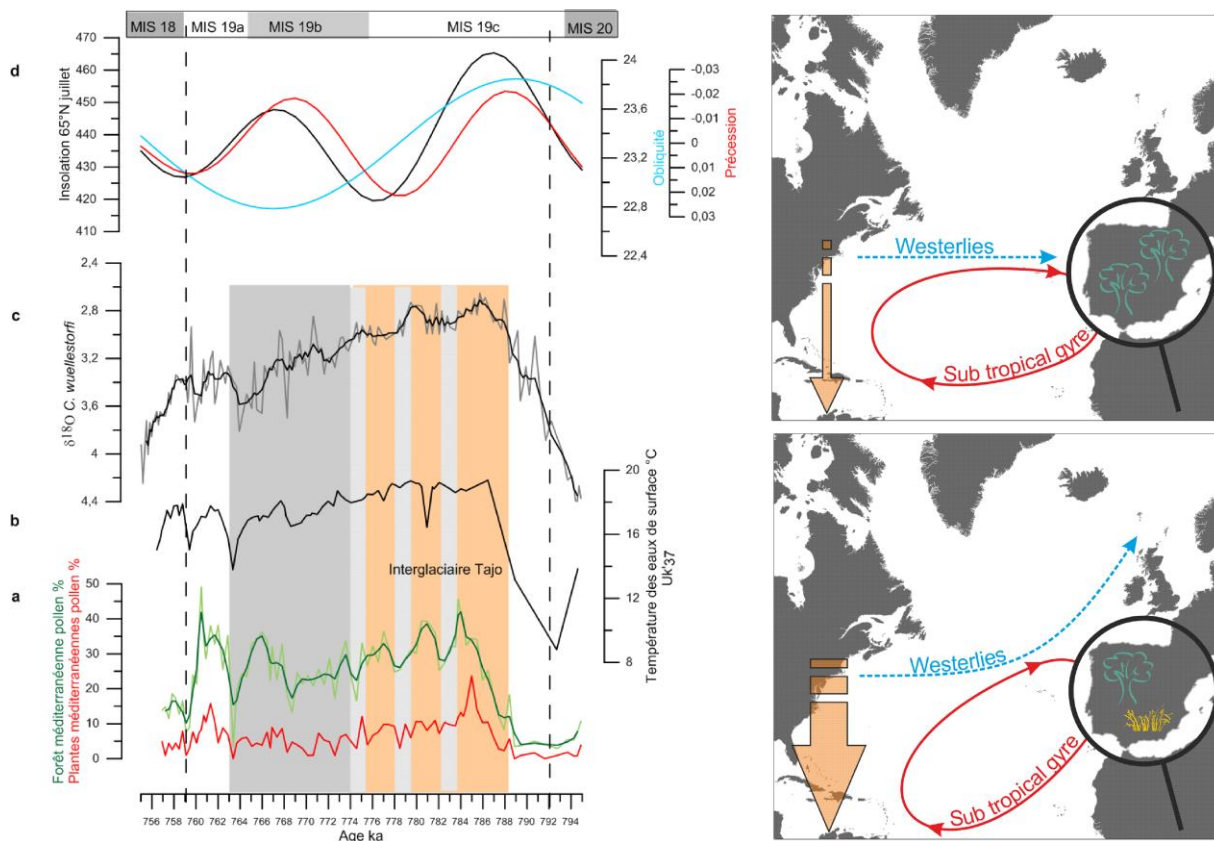 MIS 18 MIS 19a MIS 19b MIS 19c MIS 20
d
470
460
450
440
430
420
410
Insolation 65°N juillet
24
23,6
23,2
22,8
22,4
Obliquité
-0,03
-0,02
-0,01
0
0,01
0,02
0,03
Précession
c
2,4
2,8
3,2
3,6
4
4,4
δ18O C. wuellestorfi
b
20
16
12
8
Température des eaux de surface °C
Uk'37
Interglaciaire Tajo
a
50
40
30
20
10
0
Forêt méditerranéenne pollen %
Plantes méditerranéennes pollen %
756 758 760 762 764 766 768 770 772 774 776 778 780 782 784 786 788 790 792 794
Age ka
Westerlies
Sub tropical gyre
Westerlies
Sub tropical gyre